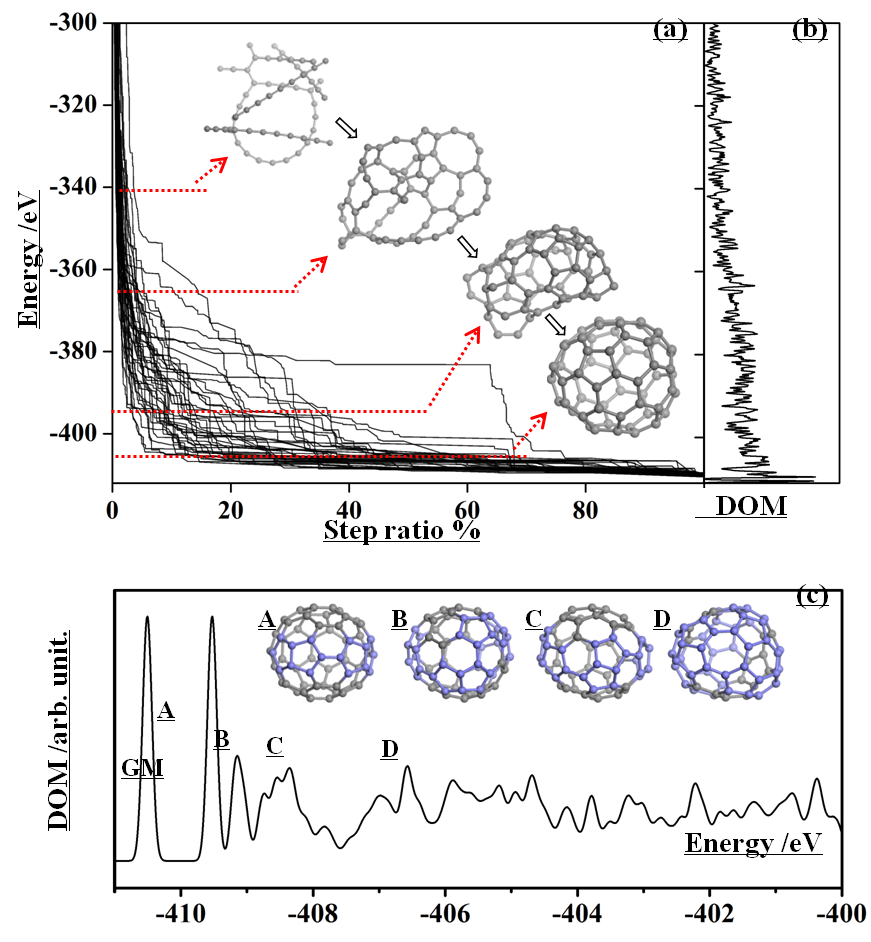 (a)
(b)
-300
-320
-340
-360
-380
-400
Energy /eV
0
20
40
60
80
Step ratio %
DOM
(c)
A
B
C
D
A
B
C
D
GM
DOM /arb. unit.
Energy /eV
-410
-408
-406
-404
-402
-400